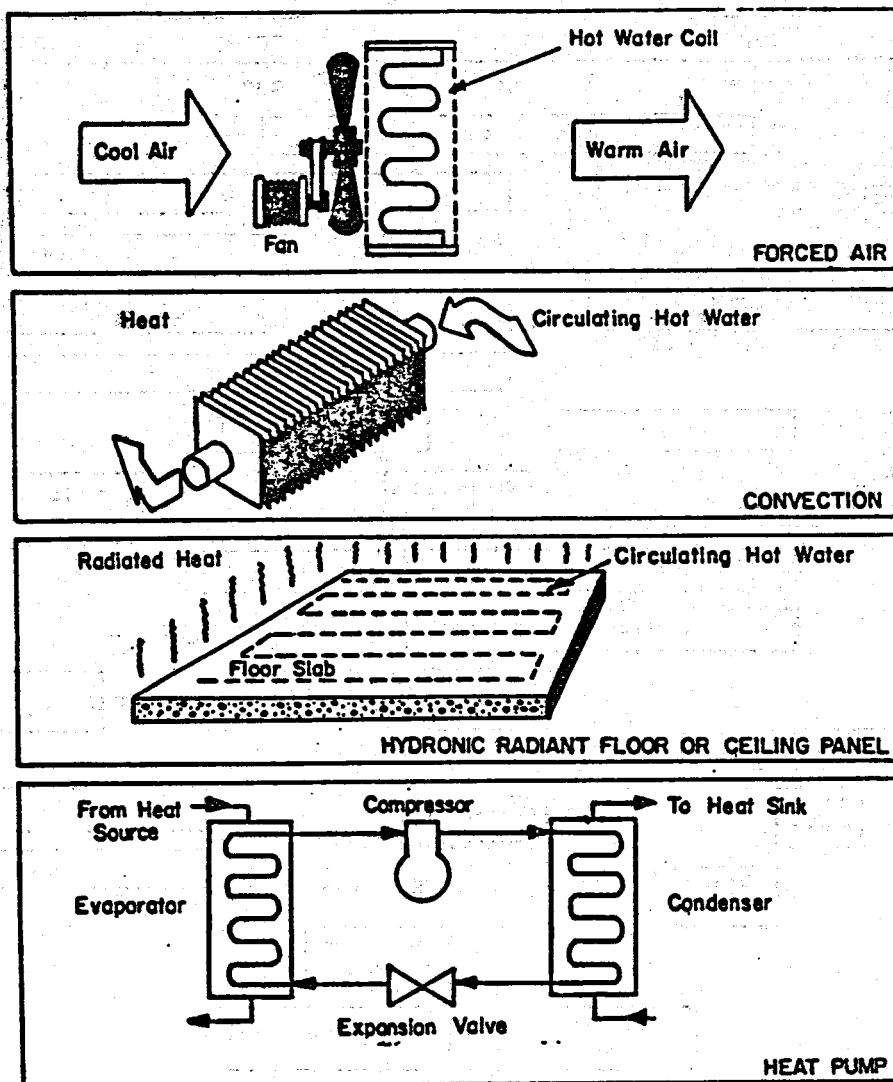 Hot Water Coil
Cool Air
Warm Air
Fan
FORCED AIR
Heat
Circulating Hot Water
CONVECTION
Radiated Heat
Circulating Hot Water
Floor Slab
HYDRONIC RADIANT FLOOR OR CEILING PANEL
From Heat
Source
Compressor
To Heat Sink
Evaporator
Condenser
Expansion Valve
HEAT PUMP